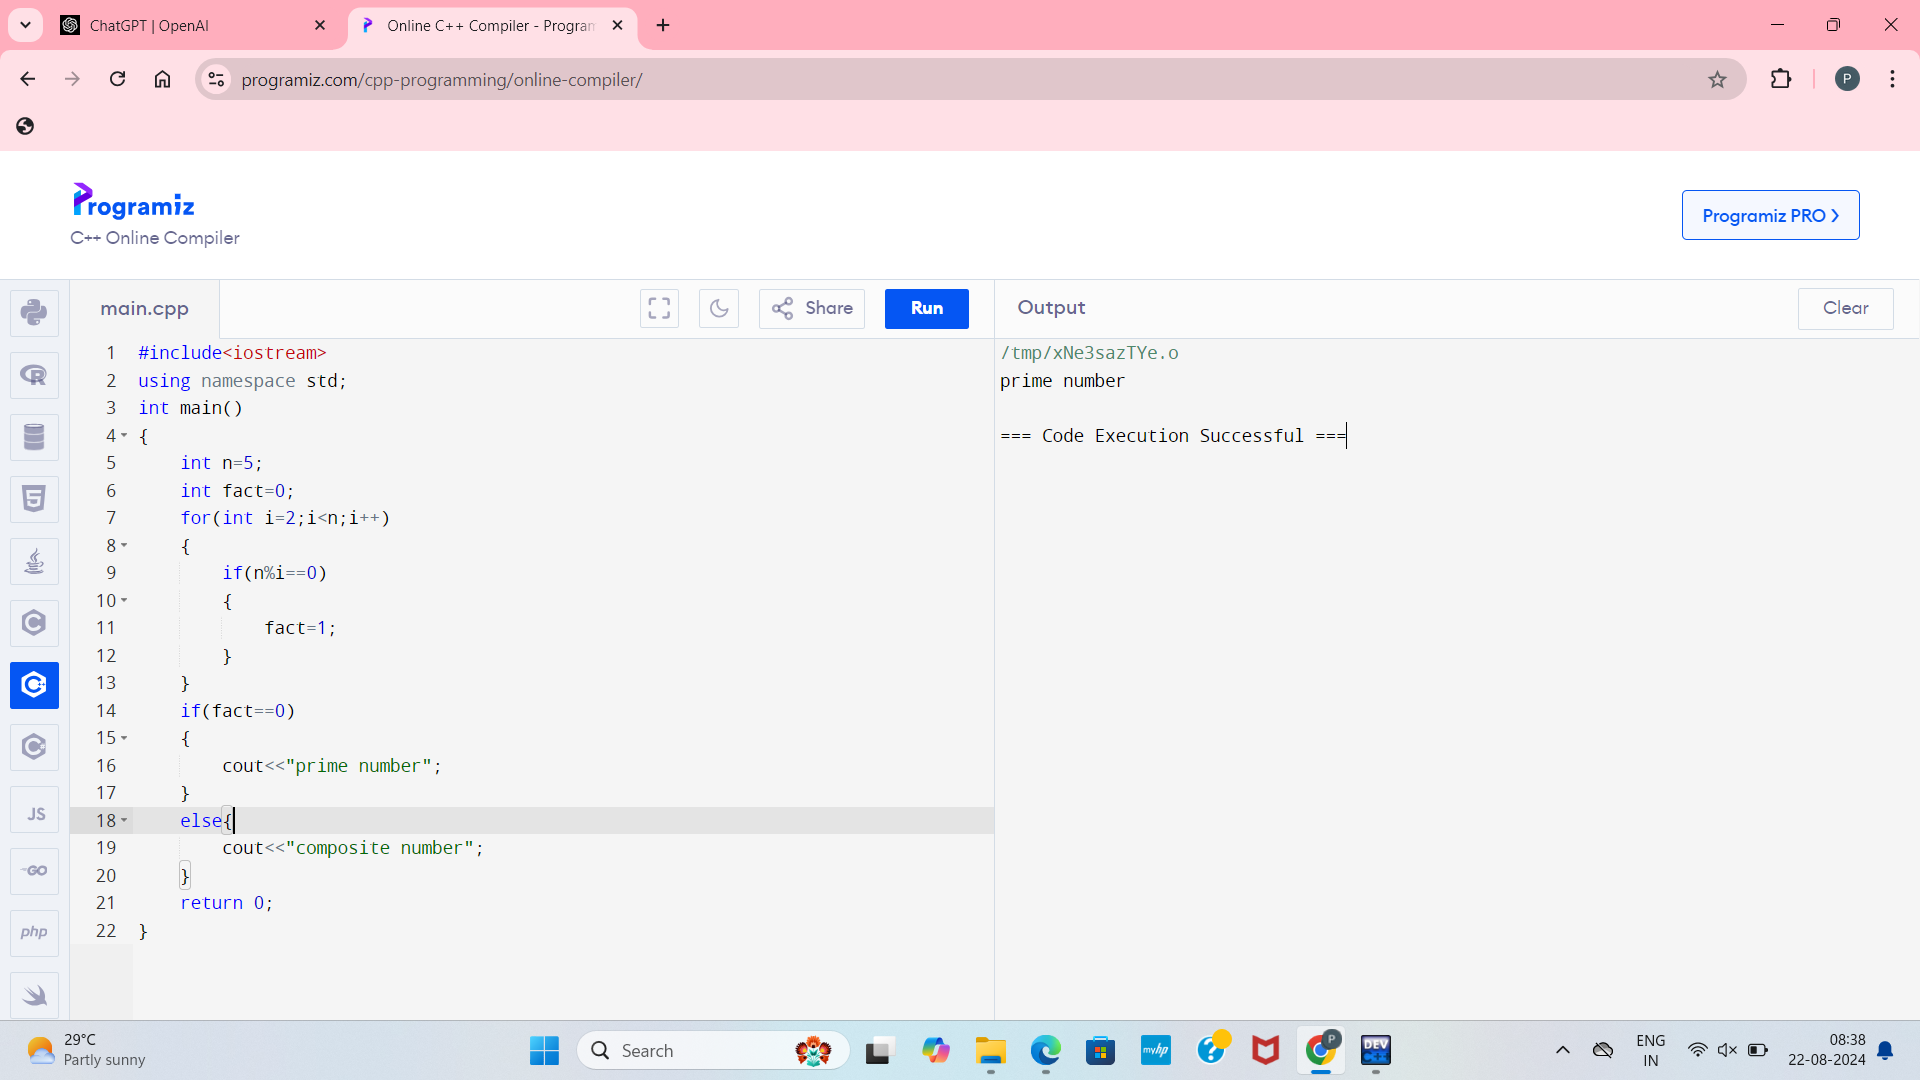 ChatGPT | OpenAI
Online C++ Compiler - Program
programiz.com/cpp-programming/online-compiler/
P
Programiz
C++ Online Compiler
Programiz PRO
main.cpp
Share
Run
Output
Clear
1 #include<iostream>
2 using namespace std;
3 int main()
4 {
5 int n=5;
6 int fact=0;
7 for(int i=2;i<n;i++)
8 {
9 if(n%i==0)
10 {
11 fact=1;
12 }
13 }
14 if(fact==0)
15 {
16 cout<<"prime number";
17 }
18 else{
19 cout<<"composite number";
20 }
21 return 0;
22 }
/tmp/xNe3sazTYe.o
prime number
=== Code Execution Successful ===
JS
GO
php
29°C
Partly sunny
Search
myhp
P
DEV
C++
ENG
IN
08:38
22-08-2024